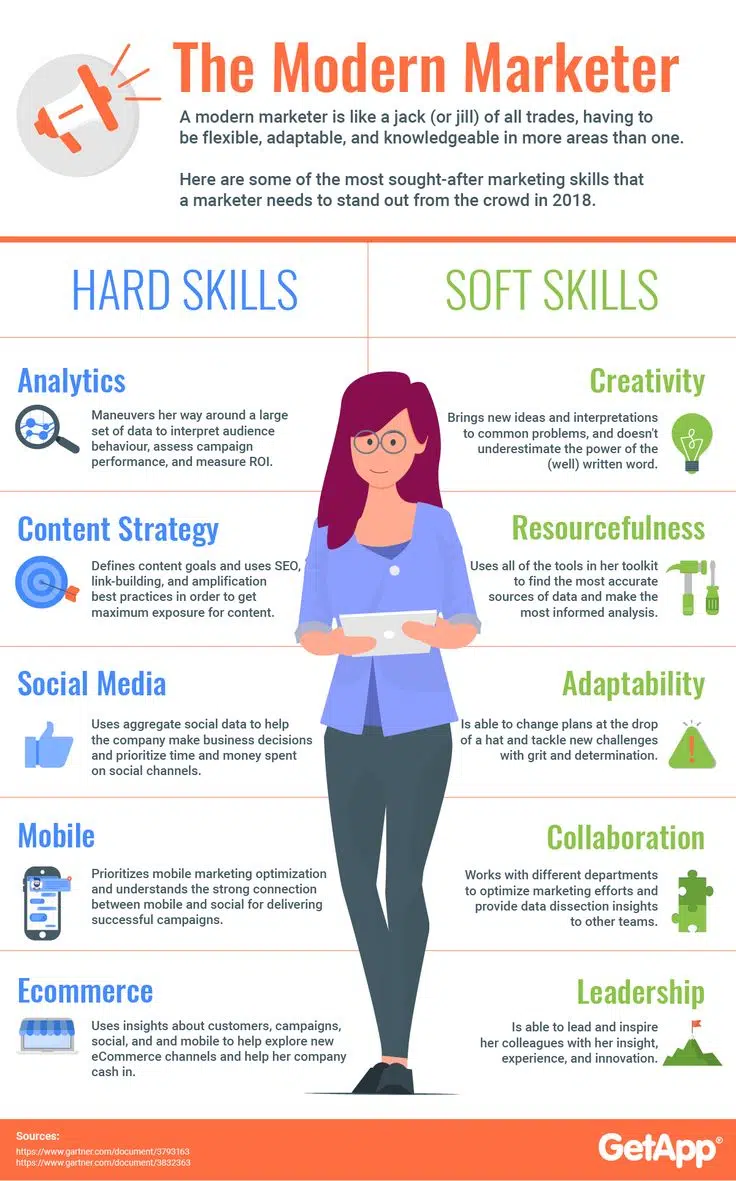 The Modern Marketer
A modern marketer is like a jack (or jill) of all trades, having to
be flexible, adaptable, and knowledgeable in more areas than one.
Here are some of the most sought-after marketing skills that
a marketer needs to stand out from the crowd in 2018.
HARD SKILLS
Analytics
Maneuvers her way around a large
set of data to interpret audience
behaviour, assess campaign
performance, and measure ROI.
Content Strategy
Defines content goals and uses SEO,
link-building, and amplification
best practices in order to get
maximum exposure for content.
Social Media
Uses aggregate social data to help
the company make business decisions
and prioritize time and money spent
on social channels.
Mobile
Prioritizes mobile marketing optimization
and understands the strong connection
between mobile and social for delivering
successful campaigns.
Ecommerce
Uses insights about customers, campaigns,
social, and and mobile to help explore new
eCommerce channels and help her company
cash in.
SOFT SKILLS
Creativity
Brings new ideas and interpretations
to common problems, and doesn't
underestimate the power of the
(well) written word.
Resourcefulness
Uses all of the tools in her toolkit
to find the most accurate
sources of data and make the
most informed analysis.
Adaptability
Is able to change plans at the drop
of a hat and tackle new challenges
with grit and determination.
Collaboration
Works with different departments
to optimize marketing efforts and
provide data dissection insights
to other teams.
Leadership
Is able to lead and inspire
her colleagues with her insight,
experience, and innovation.
Sources:
https://www.gartner.com/document/3793163
https://www.gartner.com/document/3832363
GetApp®